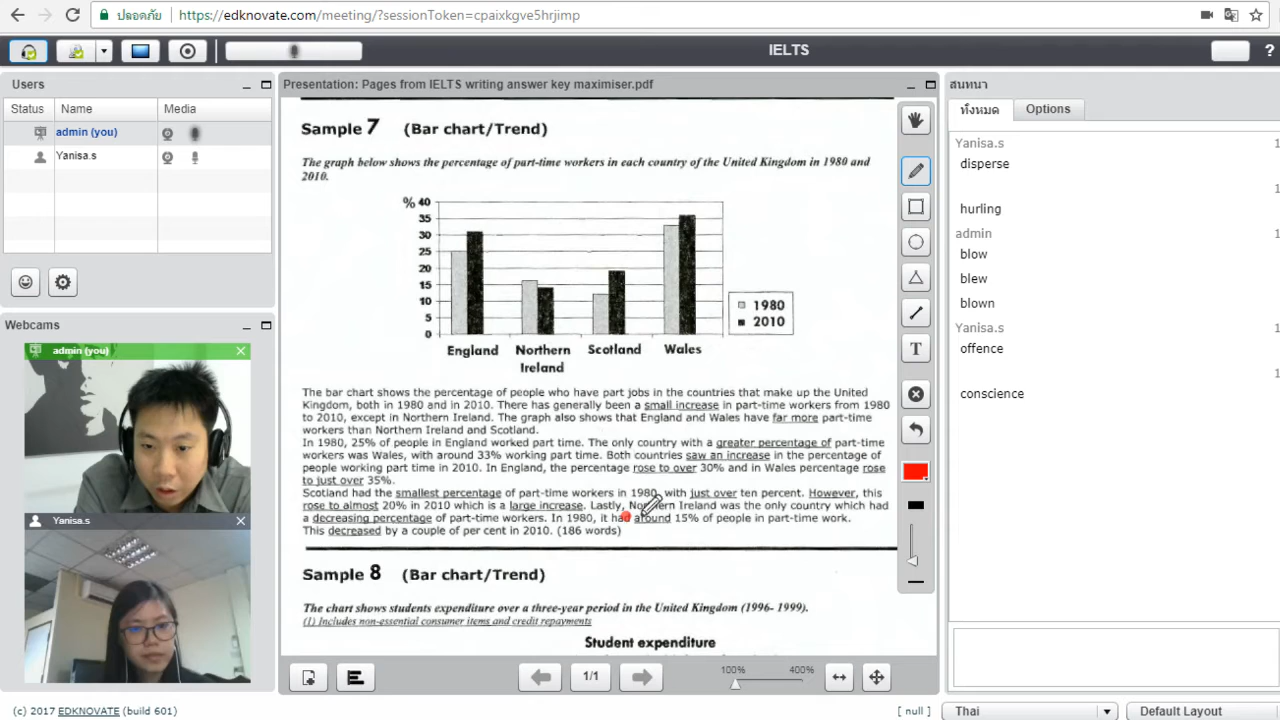 ปลอดภัย https://edknovate.com/meeting/?sessionToken=cpaixkgve5hrjimp
IELTS
?
Users
Status Name Media
admin (you)
Yanisa.s
Webcams
admin (you)
Yanisa.s
Presentation: Pages from IELTS writing answer key maximiser.pdf
Sample 7 (Bar chart/Trend)
The graph below shows the percentage of part-time workers in each country of the United Kingdom in 1980 and
2010.
% 40
35
30
25
20
15
10
5
0
England Northern Scotland Wales
Ireland
1980
2010
The bar chart shows the percentage of people who have part jobs in the countries that make up the United
Kingdom, both in 1980 and in 2010. There has generally been a small increase in part-time workers from 1980
to 2010, except in Northern Ireland. The graph also shows that England and Wales have far more part-time
workers than Northern Ireland and Scotland.
In 1980, 25% of people in England worked part time. The only country with a greater percentage of part-time
workers was Wales, with around 33% working part time. Both countries saw an increase in the percentage of
people working part time in 2010. In England, the percentage rose to over 30% and in Wales percentage rose
to just over 35%.
Scotland had the smallest percentage of part-time workers in 1980, with just over ten percent. However, this
rose to almost 20% in 2010 which is a large increase. Lastly, Northern Ireland was the only country which had
a decreasing percentage of part-time workers. In 1980, it had around 15% of people in part-time work.
This decreased by a couple of per cent in 2010. (186 words)
Sample 8 (Bar chart/Trend)
The chart shows students expenditure over a three-year period in the United Kingdom (1996- 1999).
(1) Includes non-essential consumer items and credit repayments
Student expenditure
1/1
100% 400%
สนทนา
ทั้งหมด Options
Yanisa.s 1
disperse
1
hurling
admin 1
blow
blew
blown
Yanisa.s 1
offence
1
conscience
T
(c) 2017 EDKNOVATE (build 601)
[ null ]
Thai
Default Layout